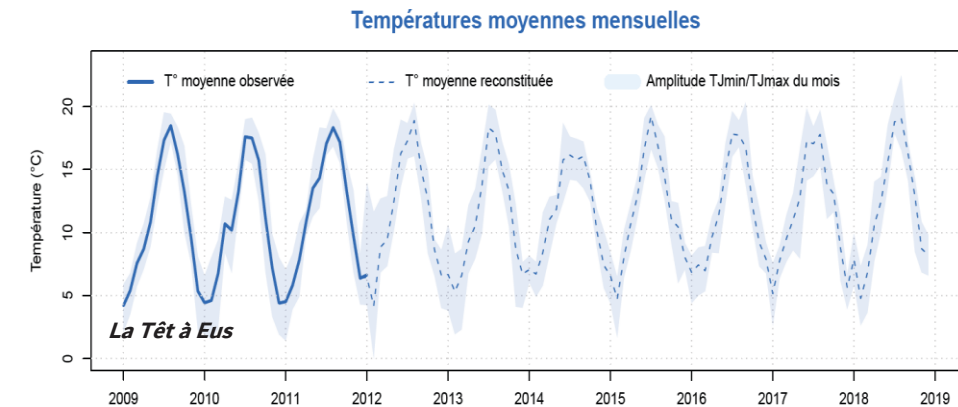 Températures moyennes mensuelles
T° moyenne observée
T° moyenne reconstituée
Amplitude TJmin/TJmax du mois
Température (°C)
20
15
10
5
0
La Têt à Eus
2009 2010 2011 2012 2013 2014 2015 2016 2017 2018 2019